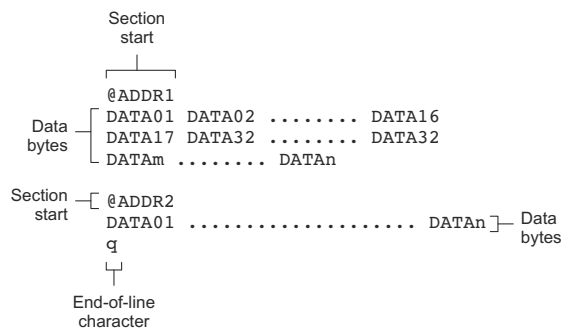 Section
start
@ADDR1
DATA01 DATA02 ........ DATA16
DATA17 DATA32 ........ DATA32
DATAm ........ DATAn
Data
bytes
Section
start
@ADDR2
DATA01 .................... DATAn
q
Data
bytes
End-of-line
character